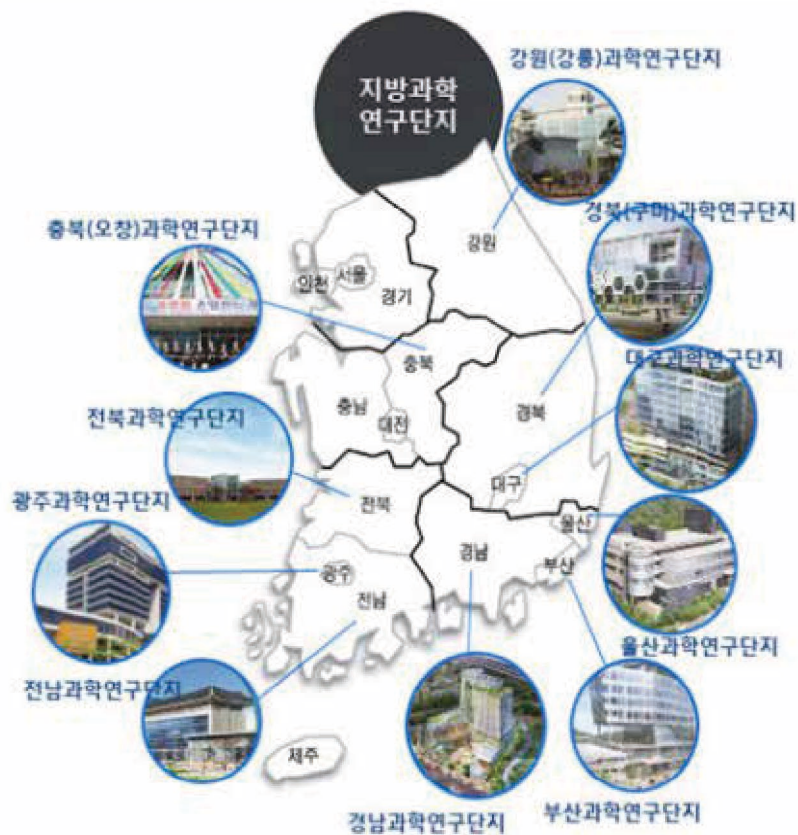 지방과학
연구단지
강원(강릉)과학연구단지
경북(구미)과학연구단지
충북(오창)과학연구단지
강원
인천
서울
경기
대구과학연구단지
충북
충남
대전
경북
전북과학연구단지
대구
광주과학연구단지
전북
울산
경남
부산
광주
전남
울산과학연구단지
전남과학연구단지
제주
경남과학연구단지
부산과학연구단지